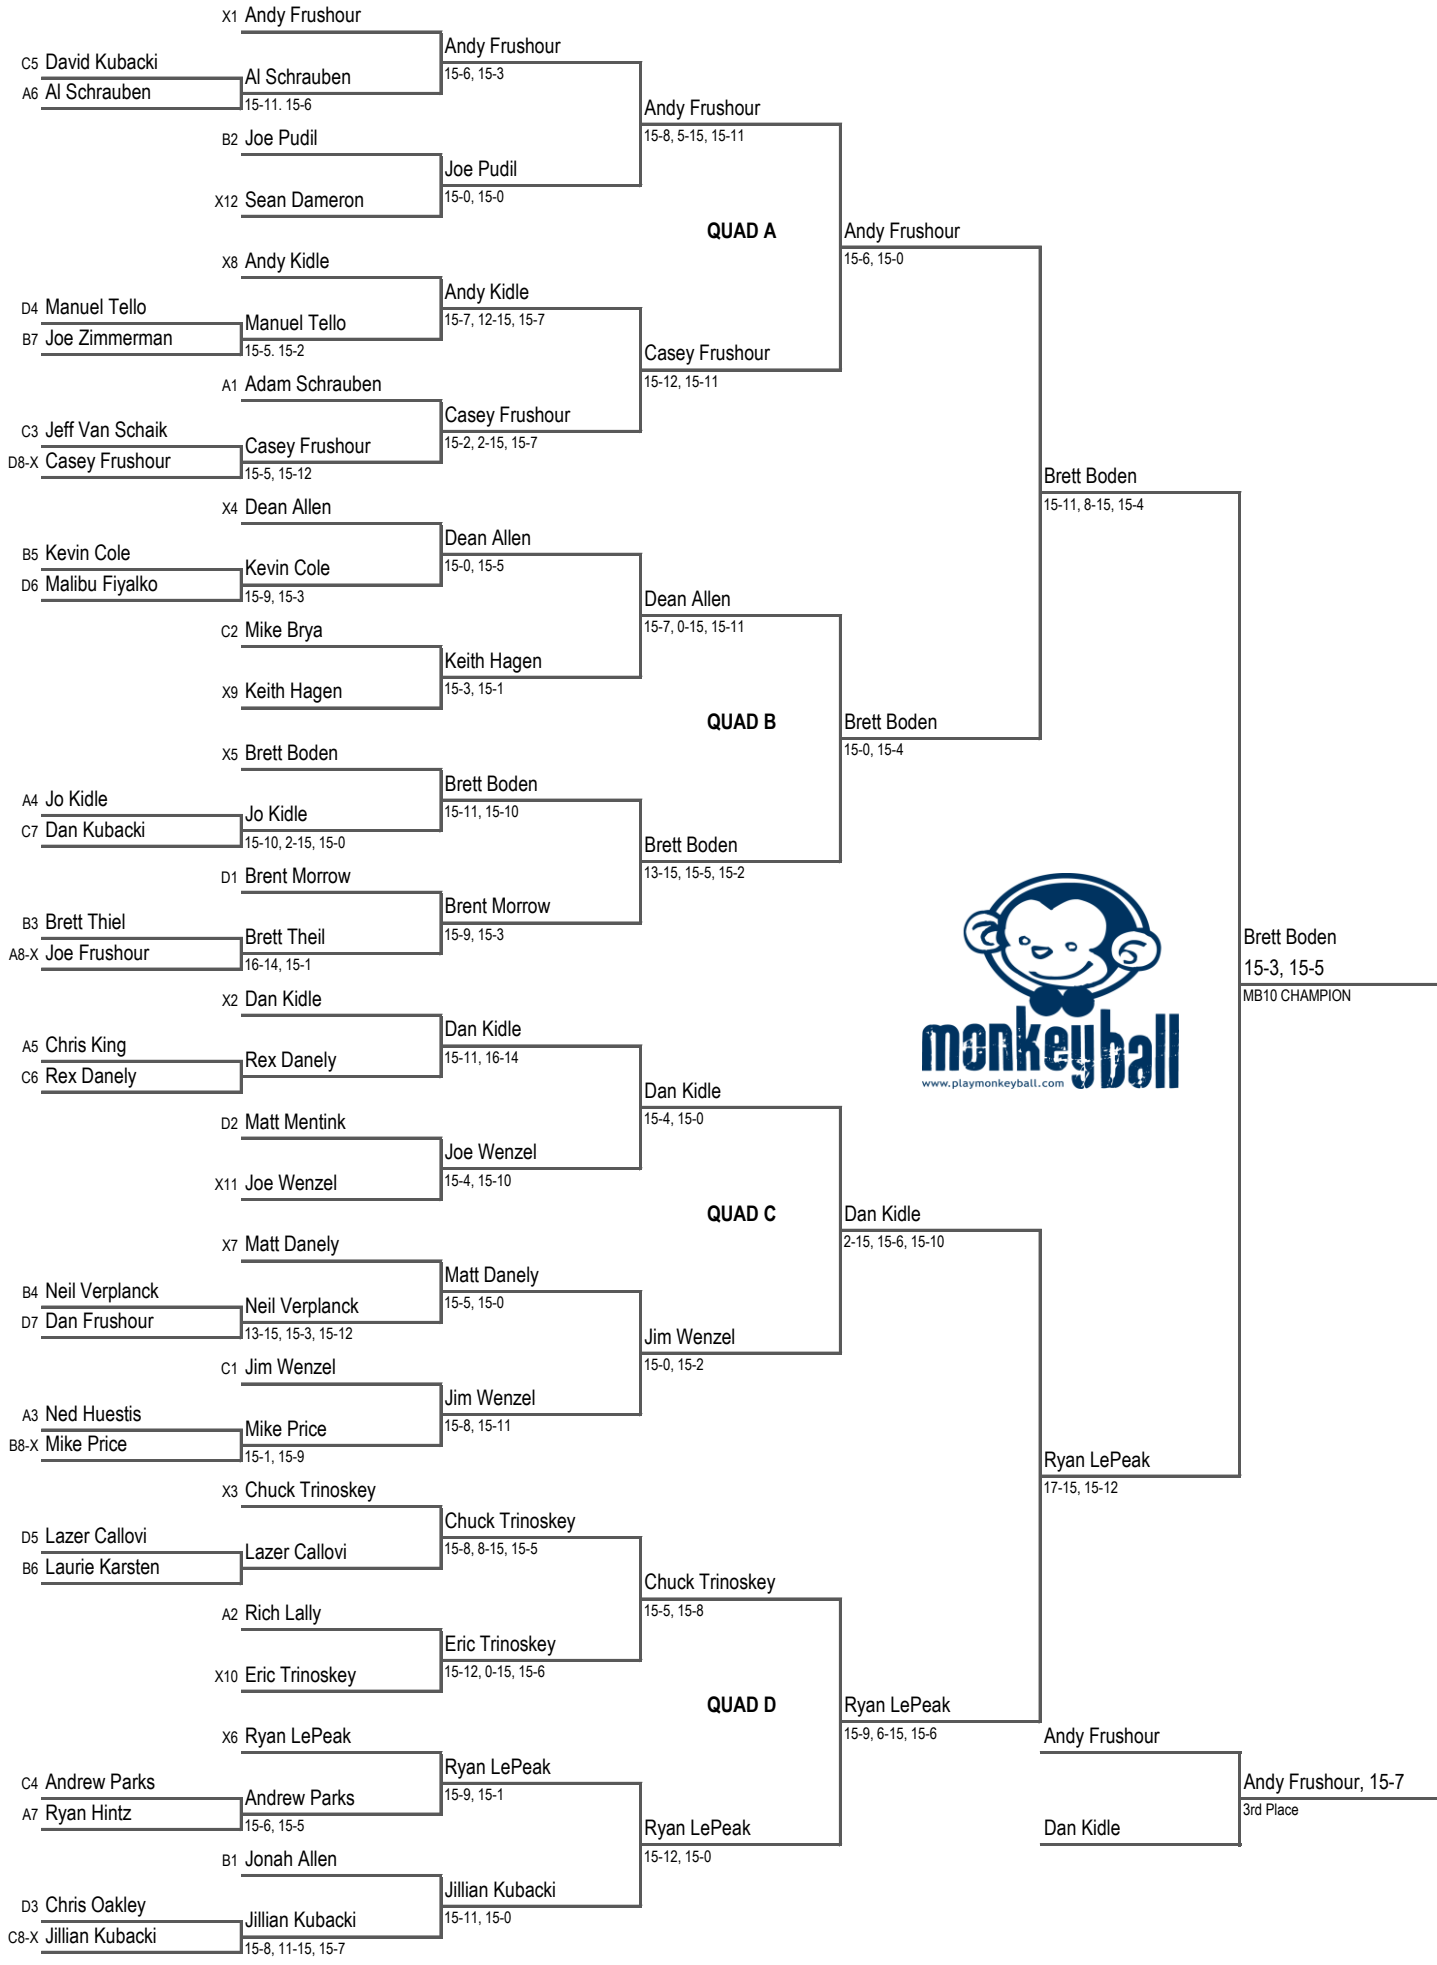 X1 Andy Frushour
Andy Frushour
C5 David Kubacki
15-6, 15-3
Al Schrauben
A6 Al Schrauben
15-11. 15-6
Andy Frushour
15-8, 5-15, 15-11
B2 Joe Pudil
Joe Pudil
15-0, 15-0
X12 Sean Dameron
QUAD A
Andy Frushour
15-6, 15-0
X8 Andy Kidle
Andy Kidle
15-7, 12-15, 15-7
D4 Manuel Tello
Manuel Tello
B7 Joe Zimmerman
15-5. 15-2
Casey Frushour
15-12, 15-11
A1 Adam Schrauben
Casey Frushour
15-2, 2-15, 15-7
C3 Jeff Van Schaik
Casey Frushour
D8-X Casey Frushour
15-5, 15-12
Brett Boden
15-11, 8-15, 15-4
X4 Dean Allen
Dean Allen
15-0, 15-5
B5 Kevin Cole
Kevin Cole
D6 Malibu Fiyalko
15-9, 15-3
Dean Allen
15-7, 0-15, 15-11
C2 Mike Brya
Keith Hagen
15-3, 15-1
X9 Keith Hagen
QUAD B
Brett Boden
15-0, 15-4
X5 Brett Boden
Brett Boden
15-11, 15-10
A4 Jo Kidle
Jo Kidle
C7 Dan Kubacki
15-10, 2-15, 15-0
Brett Boden
13-15, 15-5, 15-2
D1 Brent Morrow
Brent Morrow
15-9, 15-3
B3 Brett Thiel
Brett Theil
A8-X Joe Frushour
16-14, 15-1
Brett Boden
15-3, 15-5
MB10 CHAMPION
monkeyball
www.playmonkeyball.com
X2 Dan Kidle
Dan Kidle
15-11, 16-14
A5 Chris King
Rex Danely
C6 Rex Danely
Dan Kidle
15-4, 15-0
D2 Matt Mentink
Joe Wenzel
15-4, 15-10
X11 Joe Wenzel
QUAD C
Dan Kidle
2-15, 15-6, 15-10
X7 Matt Danely
Matt Danely
15-5, 15-0
B4 Neil Verplanck
Neil Verplanck
D7 Dan Frushour
13-15, 15-3, 15-12
Jim Wenzel
15-0, 15-2
C1 Jim Wenzel
Jim Wenzel
15-8, 15-11
A3 Ned Huestis
Mike Price
B8-X Mike Price
15-1, 15-9
Ryan LePeak
17-15, 15-12
X3 Chuck Trinoskey
Chuck Trinoskey
15-8, 8-15, 15-5
D5 Lazer Callovi
Lazer Callovi
B6 Laurie Karsten
Chuck Trinoskey
15-5, 15-8
A2 Rich Lally
Eric Trinoskey
15-12, 0-15, 15-6
X10 Eric Trinoskey
QUAD D
Ryan LePeak
15-9, 6-15, 15-6
X6 Ryan LePeak
Ryan LePeak
15-9, 15-1
C4 Andrew Parks
Andrew Parks
A7 Ryan Hintz
15-6, 15-5
Ryan LePeak
15-12, 15-0
B1 Jonah Allen
Jillian Kubacki
15-11, 15-0
D3 Chris Oakley
Jillian Kubacki
C8-X Jillian Kubacki
15-8, 11-15, 15-7
Andy Frushour
Andy Frushour, 15-7
3rd Place
Dan Kidle